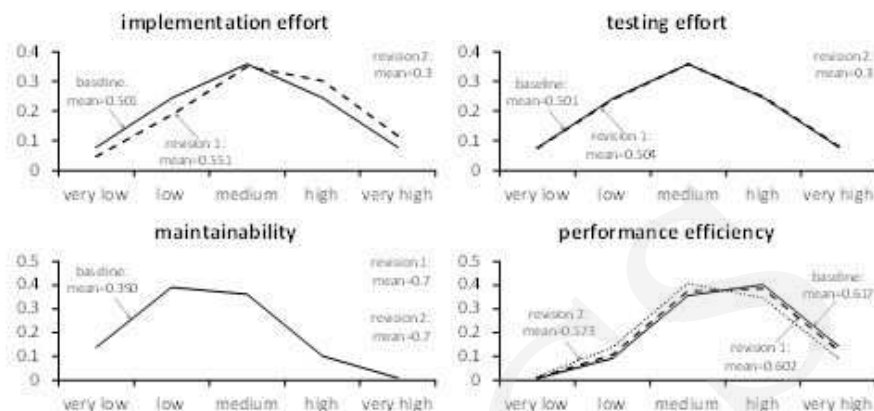 implementation effort
0.4
0.3
0.2
0.1
0
baseline:
mean=0.501
revision 1:
mean=0.551
revision 2:
mean=0.3
very low low medium high very high
testing effort
0.4
0.3
0.2
0.1
0
baseline:
mean=0.501
revision 1:
mean=0.504
revision 2:
mean=0.3
very low low medium high very high
maintainability
0.5
0.4
0.3
0.2
0.1
0
baseline:
mean=0.350
revision 1:
mean=0.7
revision 2:
mean=0.7
very low low medium high very high
performance efficiency
0.5
0.4
0.3
0.2
0.1
0
revision 2:
mean=0.573
baseline:
mean=0.617
revision 1:
mean=0.602
very low low medium high very high